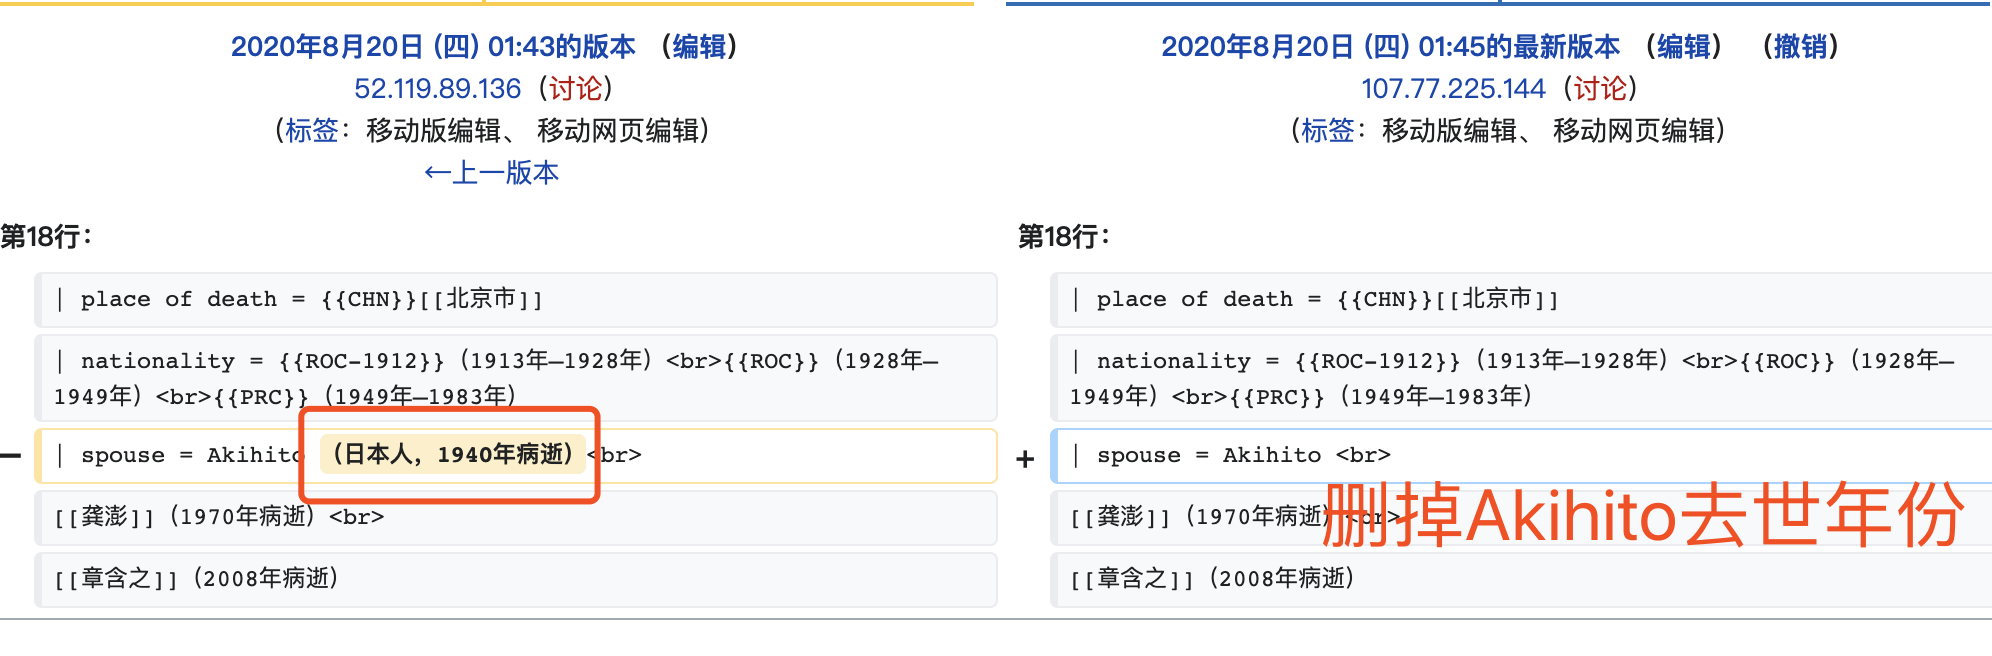 2020年8月20日 (四) 01:43的版本 （编辑）
52.119.89.136（讨论）
（标签：移动版编辑、 移动网页编辑）
←上一版本
第18行：
| place of death = {{CHN}}[[北京市]]
| nationality = {{ROC-1912}}（1913年—1928年）<br>{{ROC}}（1928年—
1949年）<br>{{PRC}}（1949年—1983年）
− | spouse = Akihito （日本人，1940年病逝）<br>
[[龚澎]]（1970年病逝）<br>
[[章含之]]（2008年病逝）
2020年8月20日 (四) 01:45的最新版本 （编辑） （撤销）
107.77.225.144（讨论）
（标签：移动版编辑、 移动网页编辑）
第18行：
| place of death = {{CHN}}[[北京市]]
| nationality = {{ROC-1912}}（1913年—1928年）<br>{{ROC}}（1928年—
1949年）<br>{{PRC}}（1949年—1983年）
+ | spouse = Akihito <br>
[[龚澎]]（1970年病逝）<br>
删掉Akihito去世年份
[[章含之]]（2008年病逝）